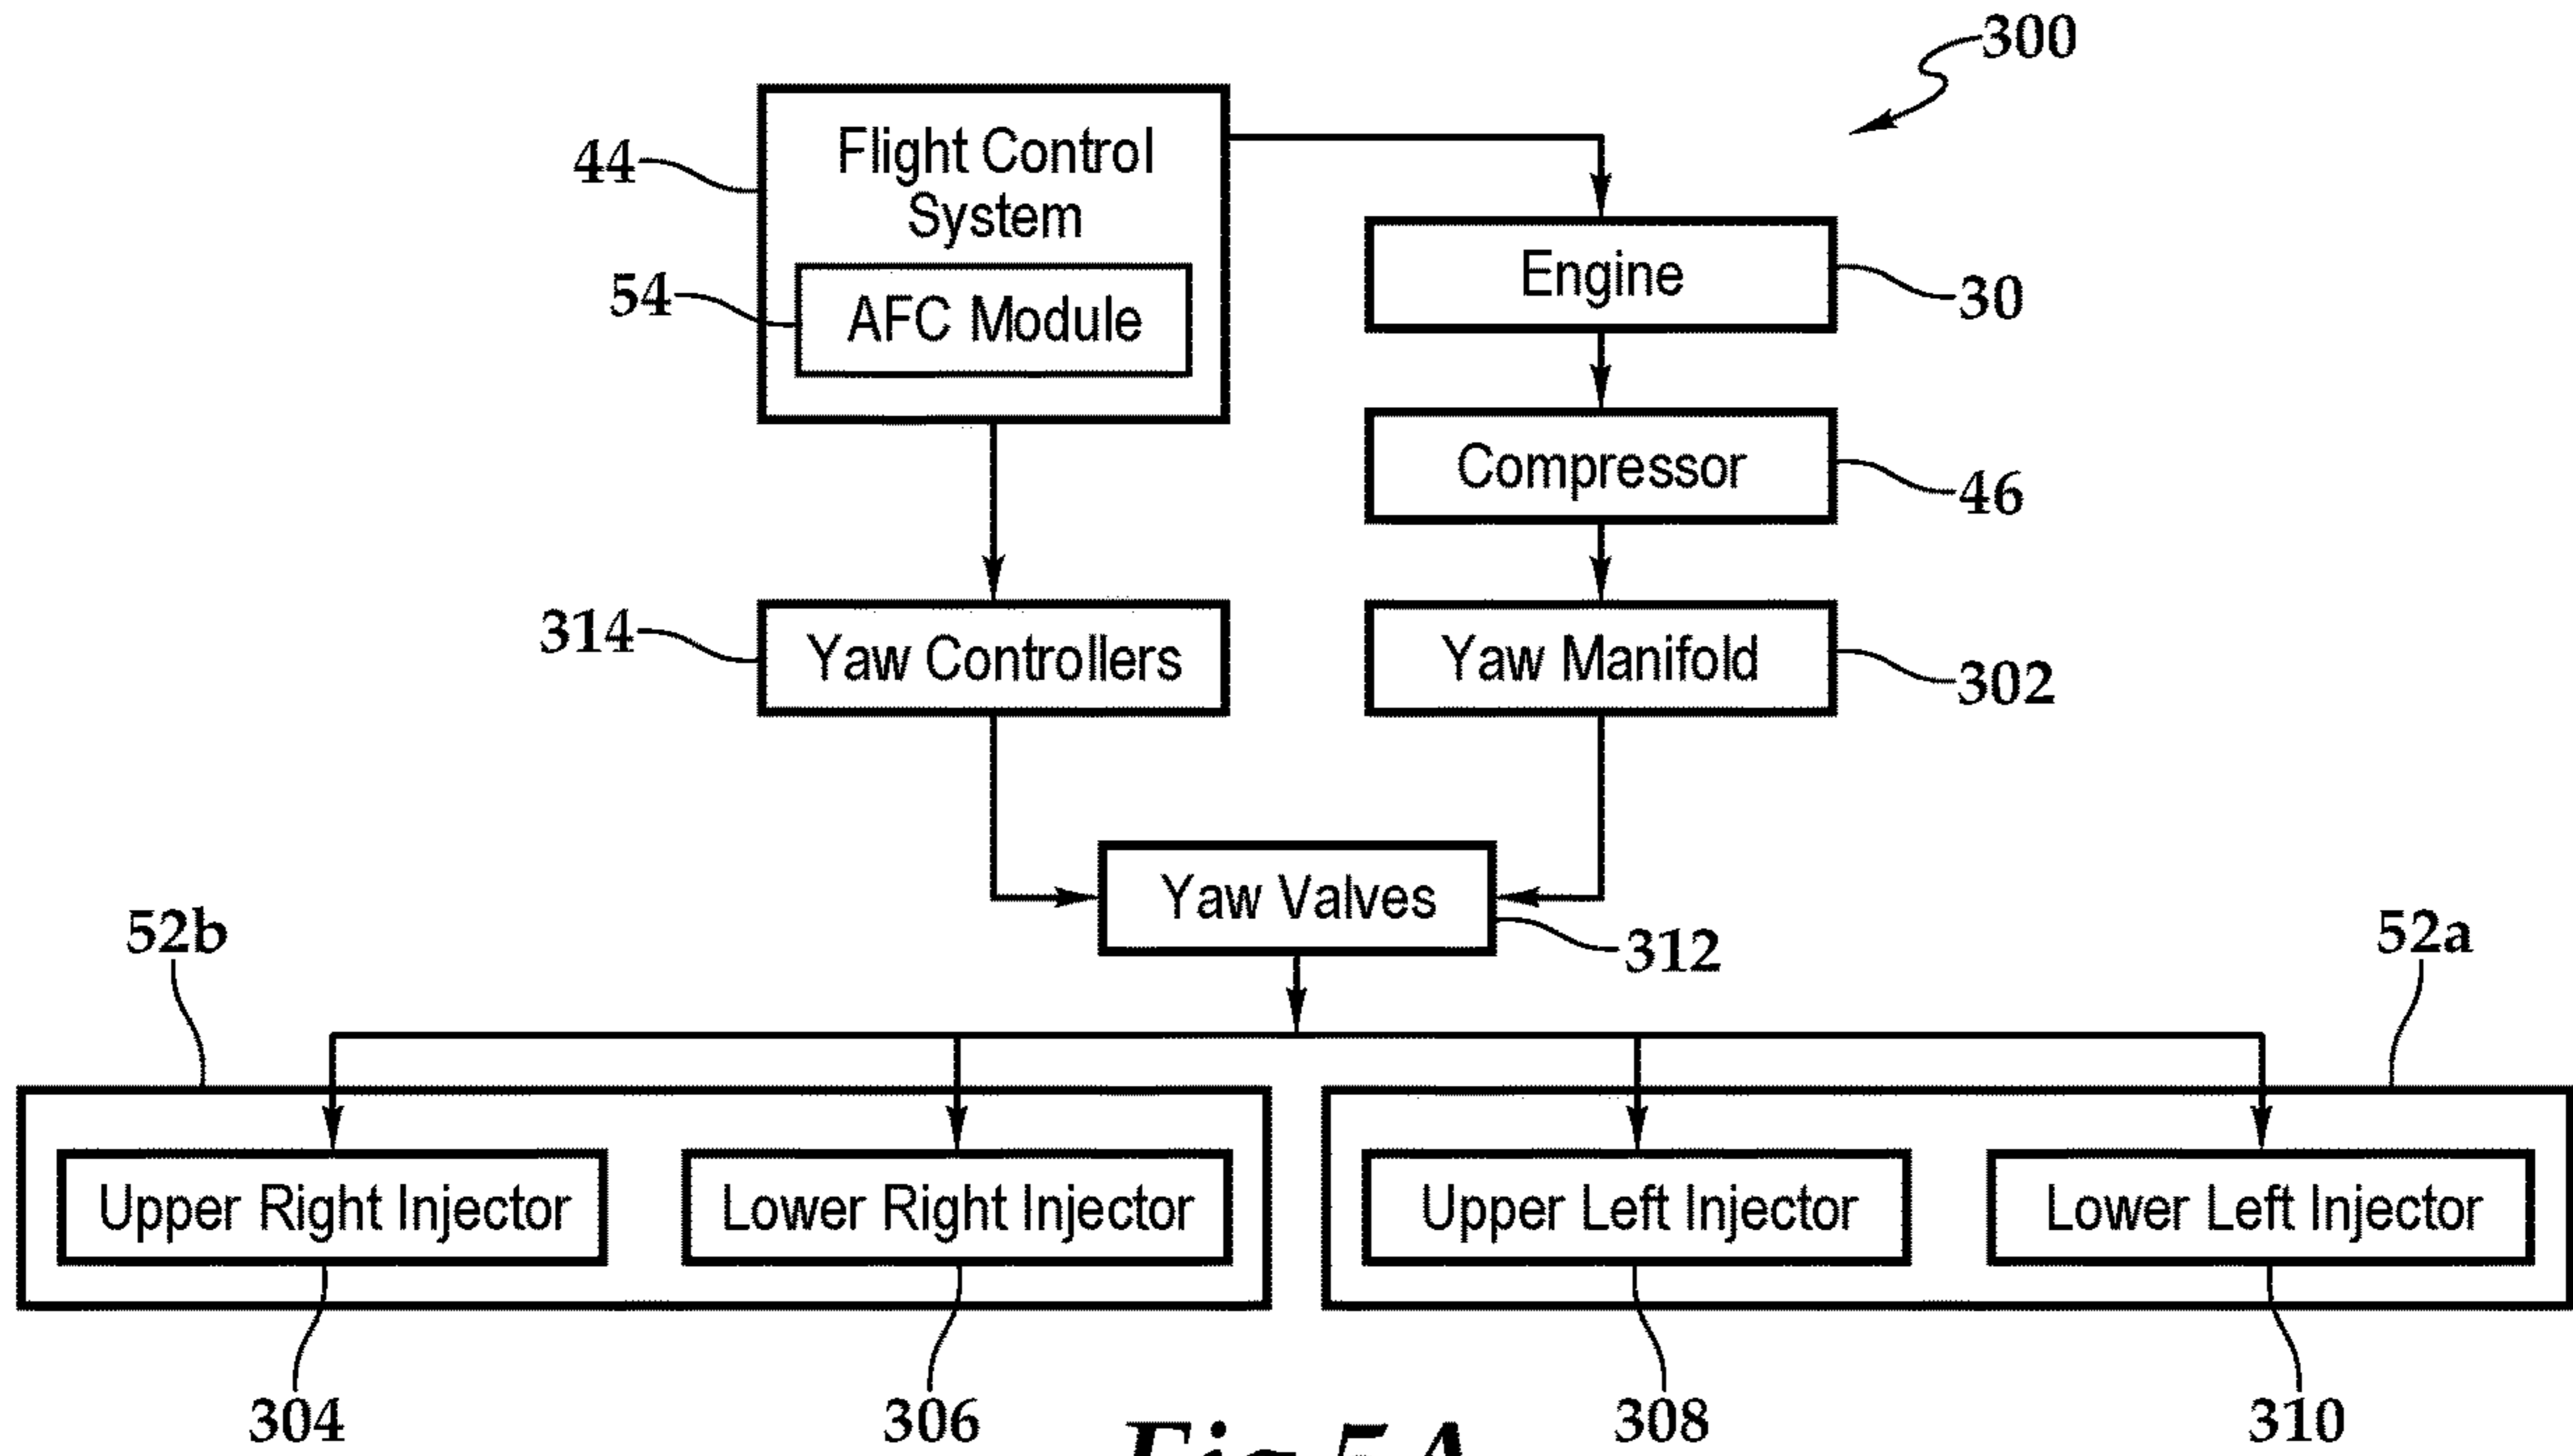 300
Flight Control
System
44
54
AFC Module
Engine
30
Compressor
46
314
Yaw Controllers
Yaw Manifold
302
Yaw Valves
312
52b
52a
Upper Right Injector
Lower Right Injector
Upper Left Injector
Lower Left Injector
304
306
308
310
Fig.5A